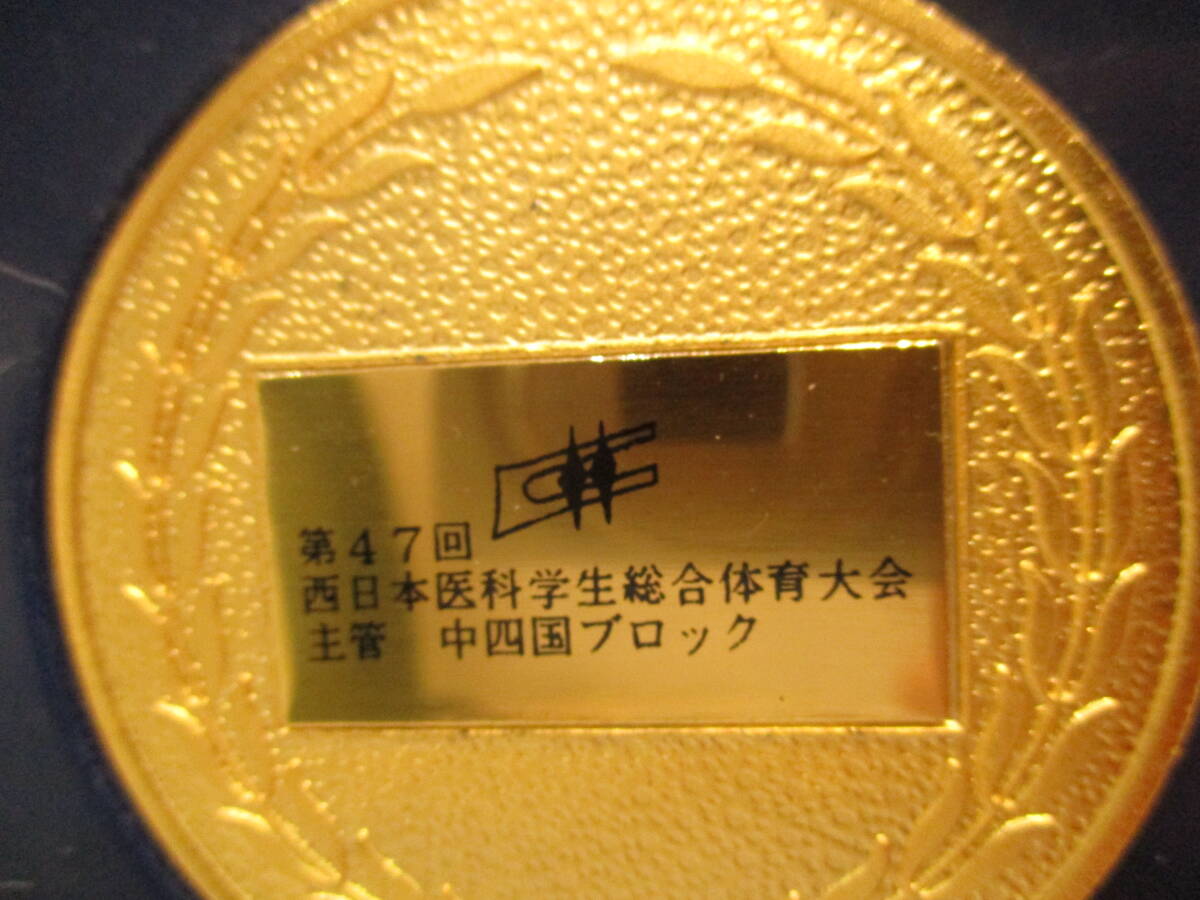 第４７回
西日本医科学生総合体育大会
主管　中四国ブロック